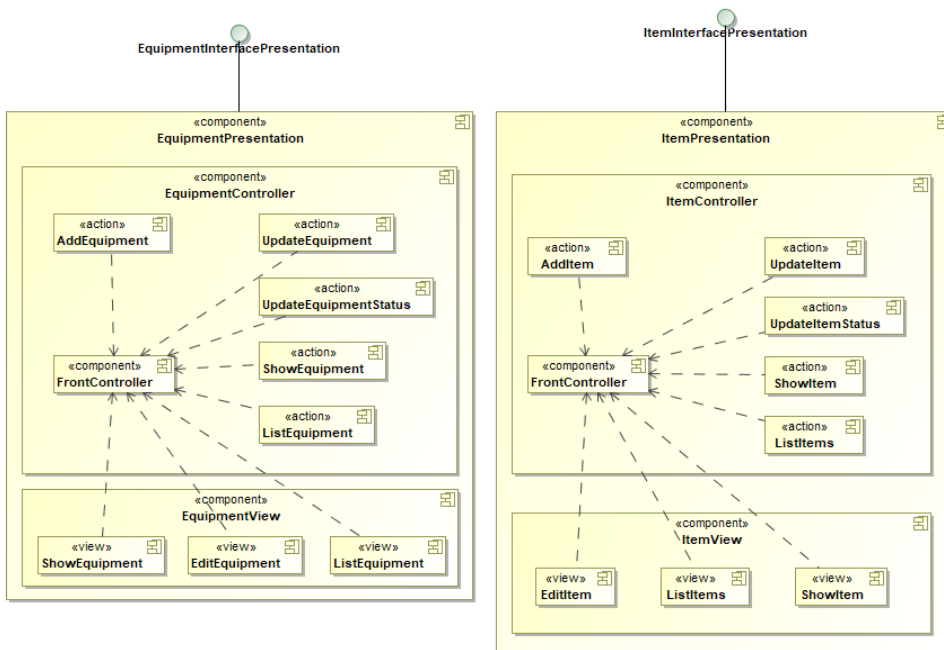 EquipmentInterfacePresentation
«component»
EquipmentPresentation
«component»
EquipmentController
«action»
AddEquipment
«action»
UpdateEquipment
«action»
UpdateEquipmentStatus
«component»
FrontController
«action»
ShowEquipment
«action»
ListEquipment
«component»
EquipmentView
«view»
ShowEquipment
«view»
EditEquipment
«view»
ListEquipment
ItemInterfacePresentation
«component»
ItemPresentation
«component»
ItemController
«action»
AddItem
«action»
UpdateItem
«action»
UpdateItemStatus
«component»
FrontController
«action»
ShowItem
«action»
ListItems
«component»
ItemView
«view»
EditItem
«view»
ListItems
«view»
ShowItem